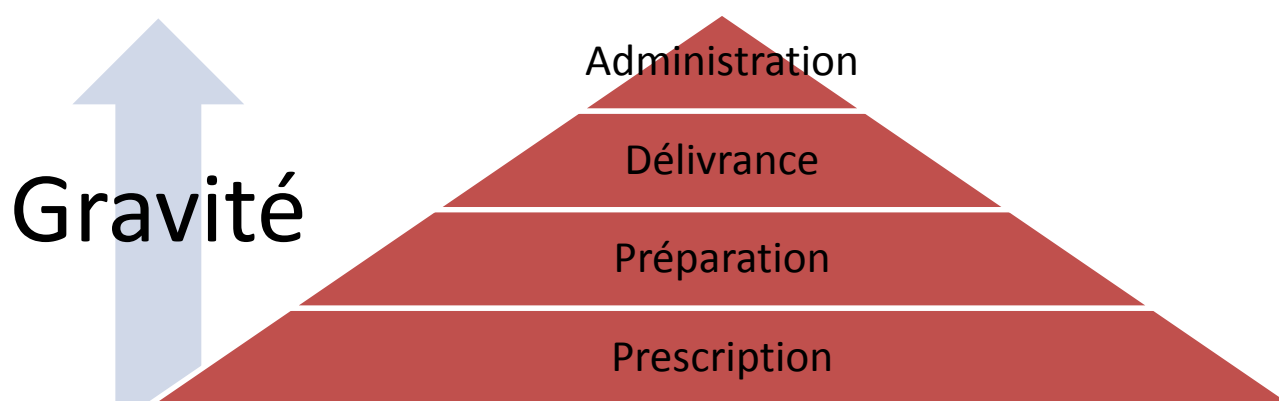 Administration
Délivrance
Gravité
Préparation
Prescription